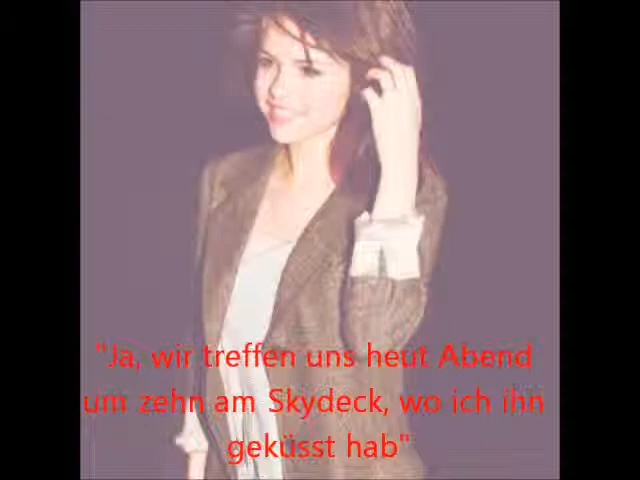 "Ja, wir treffen uns heut Abend
um zehn am Skydeck, wo ich ihn
geküsst hab"